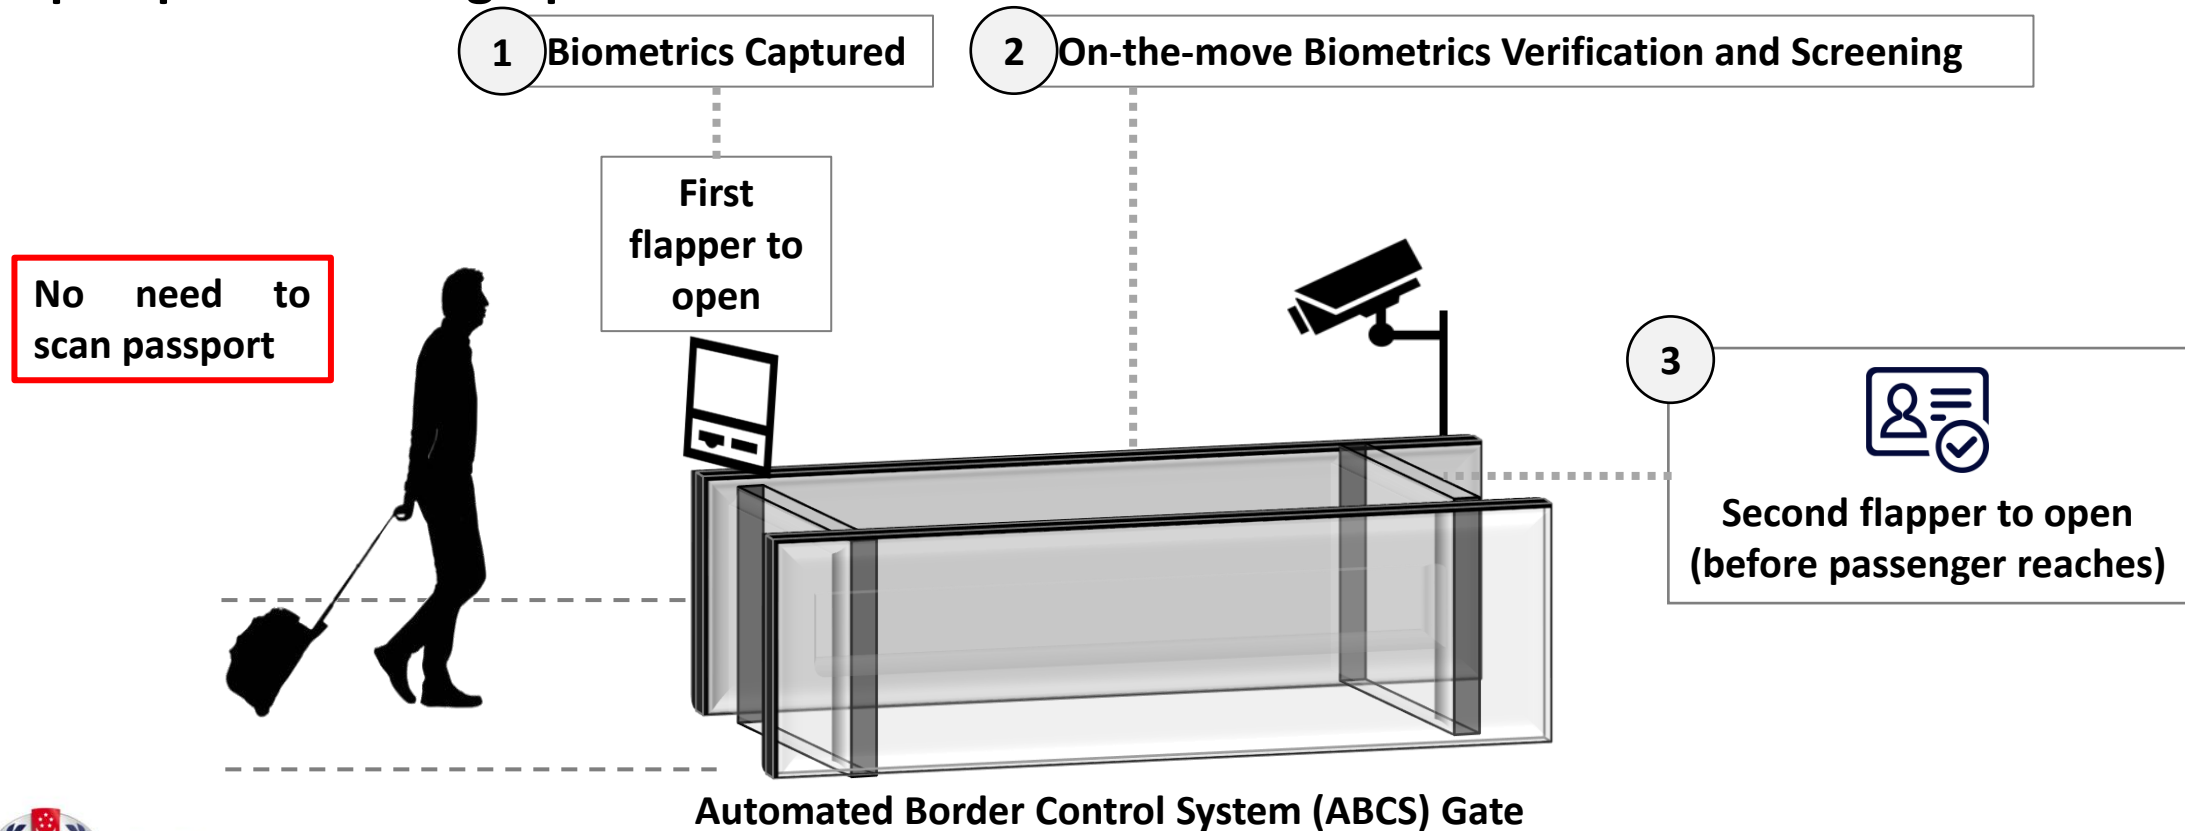 1 Biometrics Captured
2 On-the-move Biometrics Verification and Screening
First
flapper to
open
No need to
scan passport
3
Second flapper to open
(before passenger reaches)
Automated Border Control System (ABCS) Gate